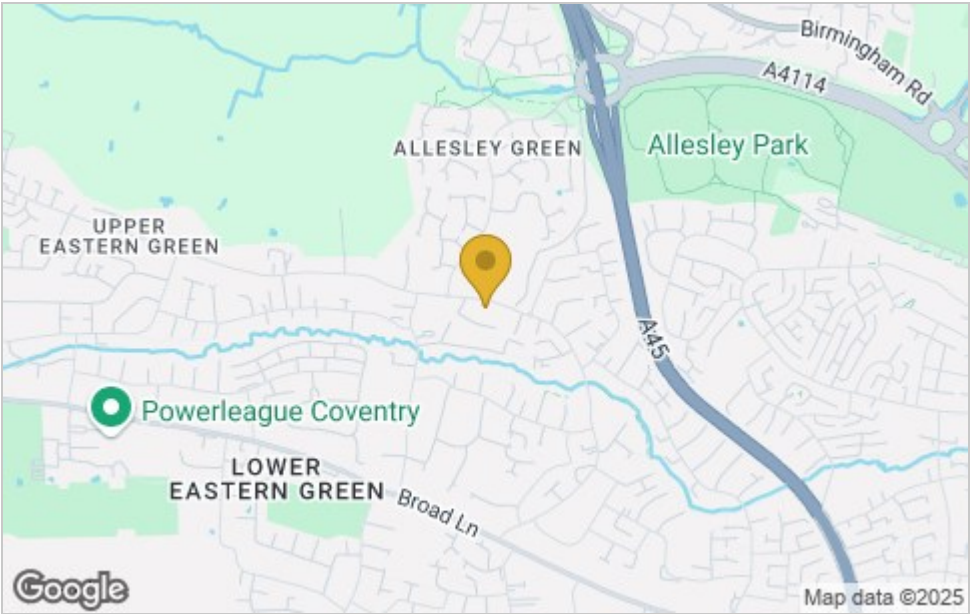 Birmingham Rd
A4114
ALLESLEY GREEN
Allesley Park
UPPER
EASTERN GREEN
A45
Powerleague Coventry
LOWER
EASTERN GREEN
Broad Ln
Google
Map data ©2025